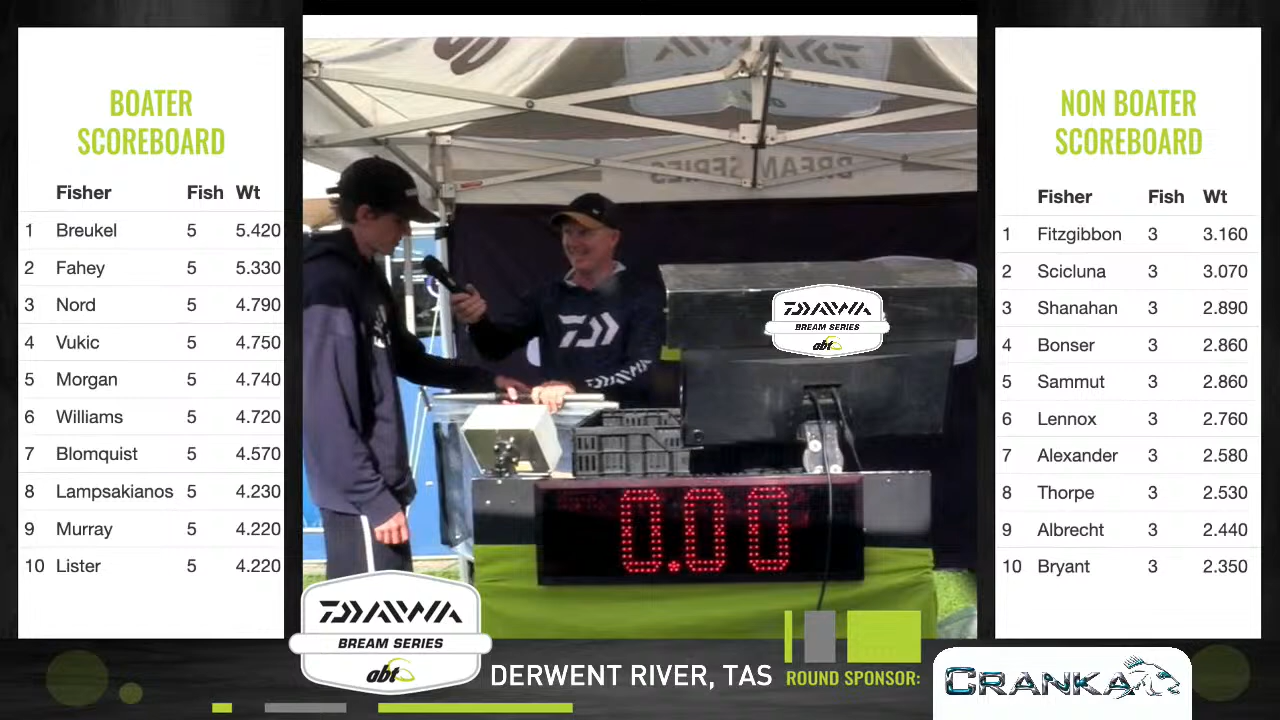 BOATER
SCOREBOARD
Fisher Fish Wt
1 Breukel 5 5.420
2 Fahey 5 5.330
3 Nord 5 4.790
4 Vukic 5 4.750
5 Morgan 5 4.740
6 Williams 5 4.720
7 Blomquist 5 4.570
8 Lampsakianos 5 4.230
9 Murray 5 4.220
10 Lister 5 4.220
BREAM SERIES
DAIWA
BREAM SERIES
abt
DAIWA
0.00
NON BOATER
SCOREBOARD
Fisher Fish Wt
1 Fitzgibbon 3 3.160
2 Scicluna 3 3.070
3 Shanahan 3 2.890
4 Bonser 3 2.860
5 Sammut 3 2.860
6 Lennox 3 2.760
7 Alexander 3 2.580
8 Thorpe 3 2.530
9 Albrecht 3 2.440
10 Bryant 3 2.350
DAIWA
BREAM SERIES
abt
DERWENT RIVER, TAS
ROUND SPONSOR:
CRANKA